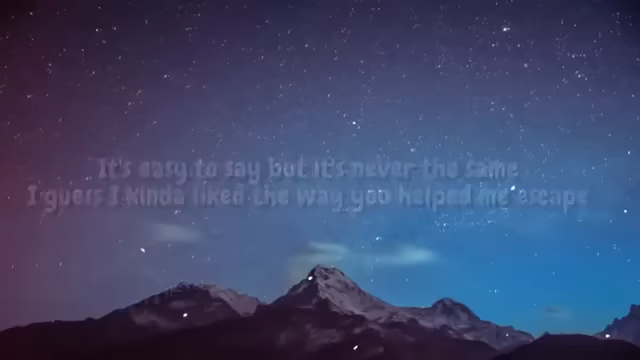 It's easy to say but it's never the same
I guess I kinda liked the way you helped me escape